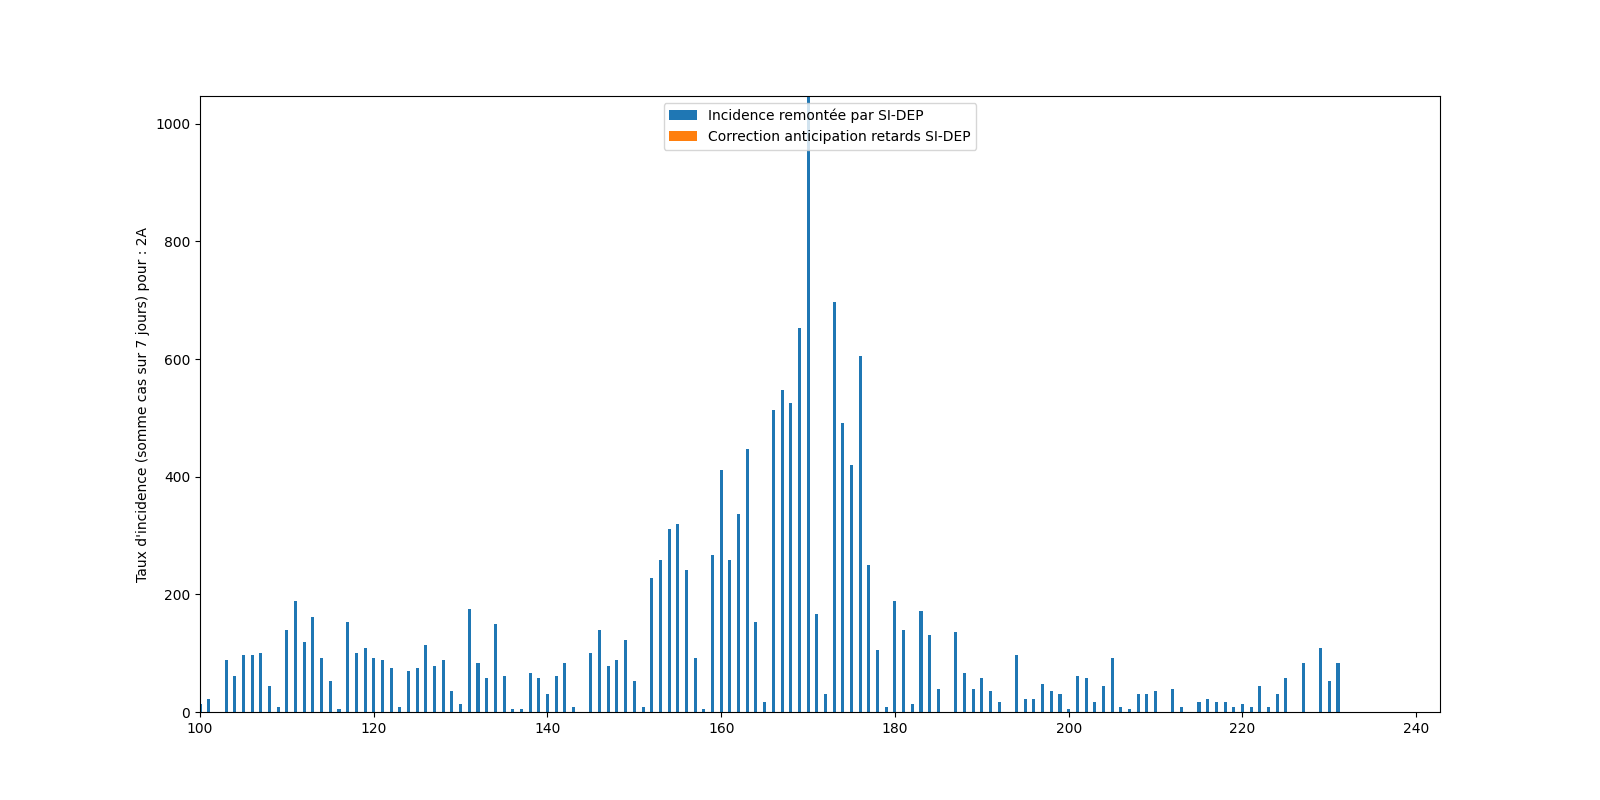 Incidence remontée par SI-DEP
Correction anticipation retards SI-DEP
Taux d'incidence (somme cas sur 7 jours) pour : 2A
1000
800
600
400
200
0
100 120 140 160 180 200 220 240